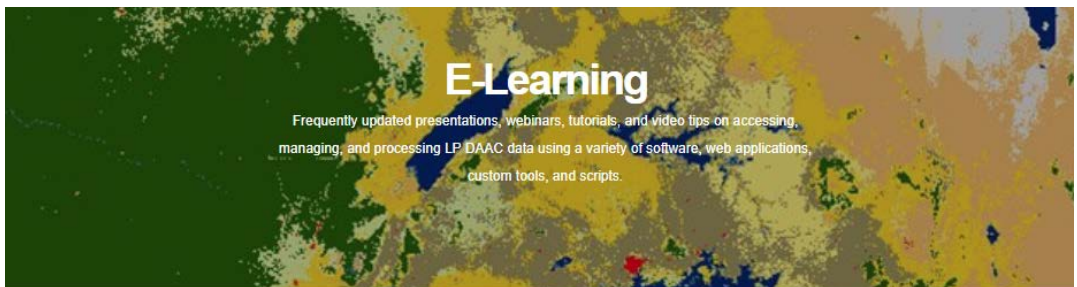 E-Learning
Frequently updated presentations, webinars, tutorials, and video tips on accessing,
managing, and processing LP DAAC data using a variety of software, web applications,
custom tools, and scripts.